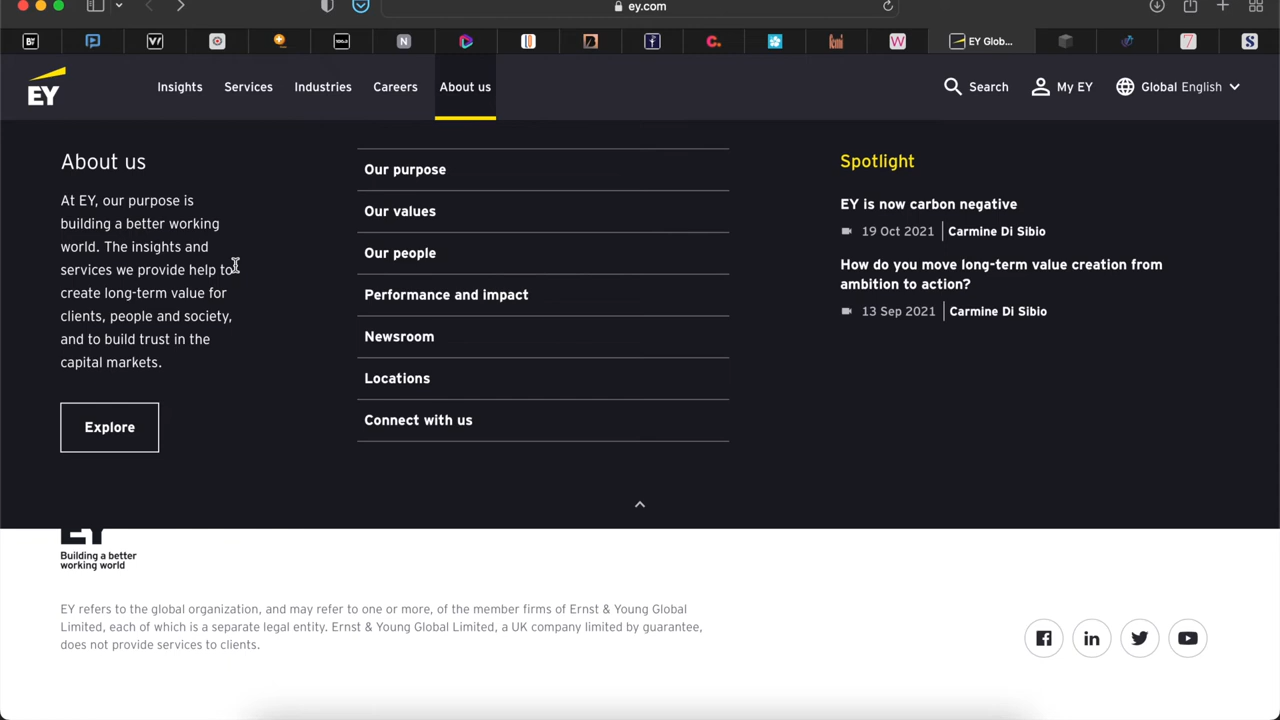 ey.com
EY Glob...
EY
Insights
Services
Industries
Careers
About us
Search
My EY
Global English
About us
At EY, our purpose is
building a better working
world. The insights and
services we provide help to
create long-term value for
clients, people and society,
and to build trust in the
capital markets.
Explore
Our purpose
Our values
Our people
Performance and impact
Newsroom
Locations
Connect with us
Spotlight
EY is now carbon negative
19 Oct 2021 | Carmine Di Sibio
How do you move long-term value creation from
ambition to action?
13 Sep 2021 | Carmine Di Sibio
EY
Building a better
working world
EY refers to the global organization, and may refer to one or more, of the member firms of Ernst & Young Global
Limited, each of which is a separate legal entity. Ernst & Young Global Limited, a UK company limited by guarantee,
does not provide services to clients.